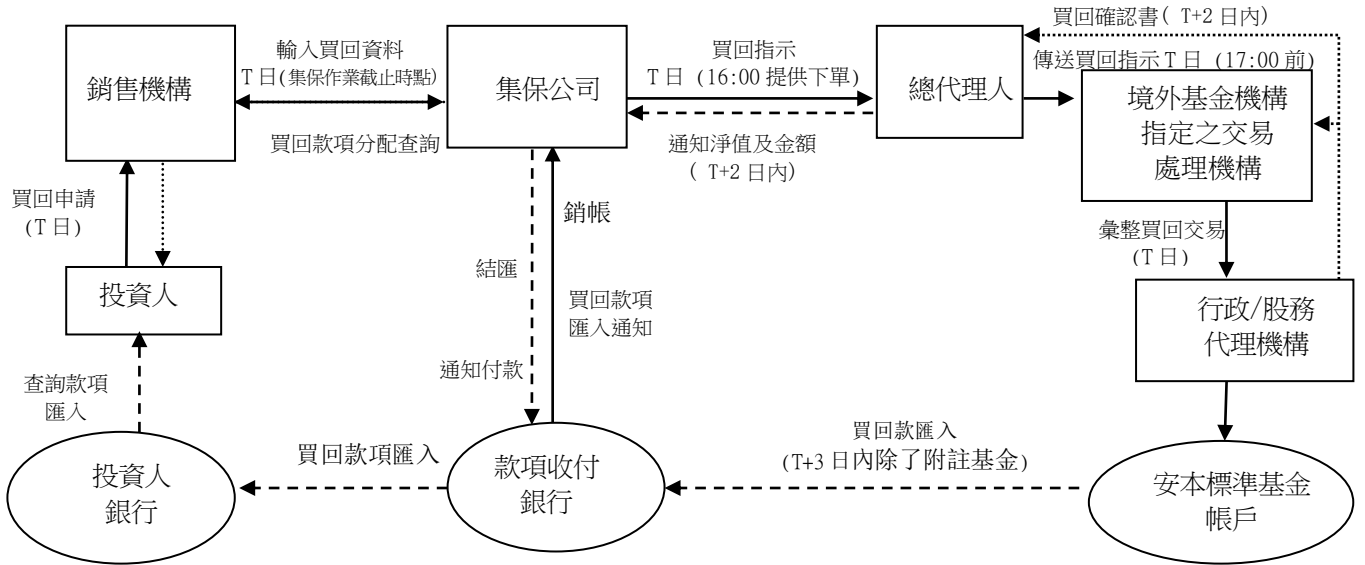 買回確認書( T+2 日內)
輸入買回資料
T 日(集保作業截止時點)
買回指示
T 日 (16:00 提供下單)
傳送買回指示 T 日 (17:00 前)
銷售機構
集保公司
總代理人
境外基金機構
指定之交易
處理機構
買回款項分配查詢
通知淨值及金額
( T+2 日內)
買回申請
(T 日)
銷帳
彙整買回交易
(T 日)
結匯
投資人
買回款項
匯入通知
行政/股務
代理機構
通知付款
查詢款項
匯入
買回款項匯入
買回款匯入
(T+3 日內除了附註基金)
投資人
銀行
款項收付
銀行
安本標準基金
帳戶